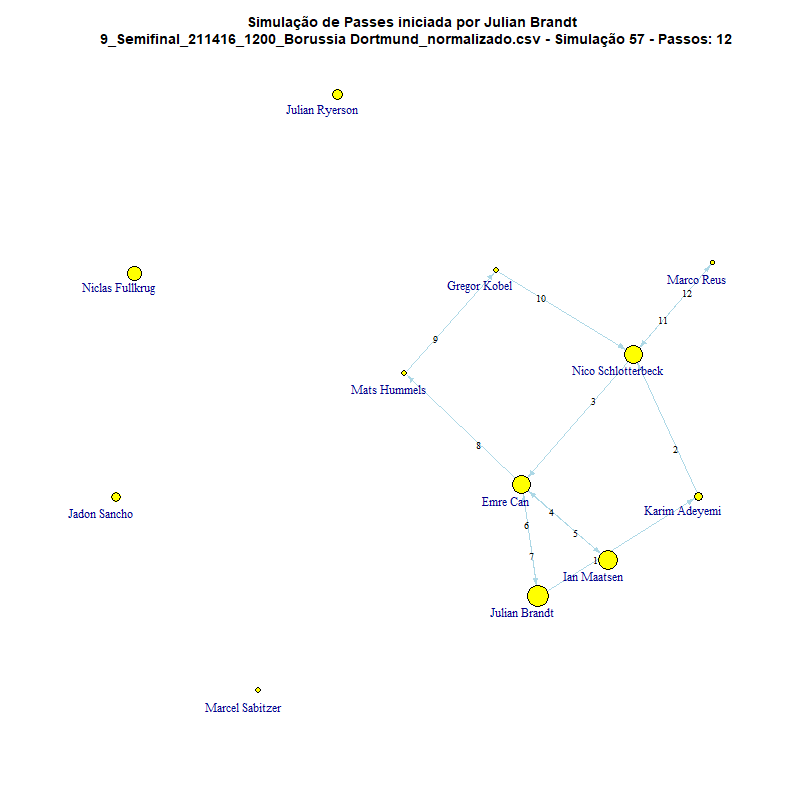 Simulação de Passes iniciada por Julian Brandt
9_Semifinal_211416_1200_Borussia Dortmund_normalizado.csv - Simulação 57 - Passos: 12
Julian Ryerson
Niclas Fullkrug
Gregor Kobel
Marco Reus
12
10
11
9
Nico Schlotterbeck
Mats Hummels
3
8
2
Emre Can
Karim Adeyemi
4
Jadon Sancho
6
5
7
1
Ian Maatsen
Julian Brandt
Marcel Sabitzer